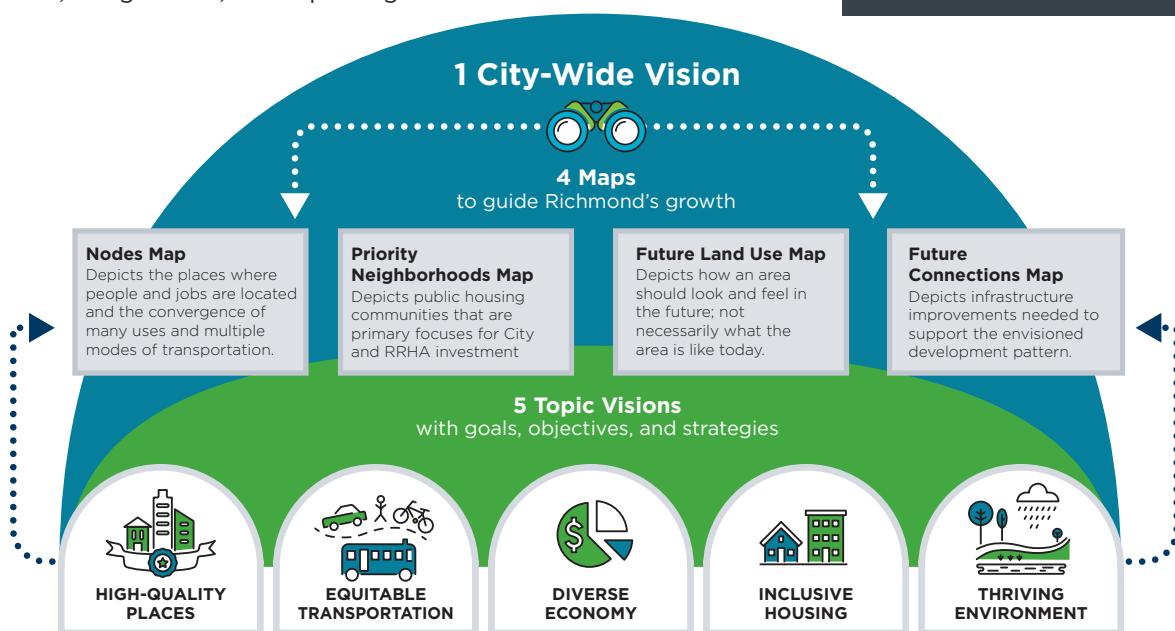 1 City-Wide Vision
4 Maps
to guide Richmond's growth
Nodes Map
Depicts the places where
people and jobs are located
and the convergence of
many uses and multiple
modes of transportation.
Priority
Neighborhoods Map
Depicts public housing
communities that are
primary focuses for City
and RRHA investment
Future Land Use Map
Depicts how an area
should look and feel in
the future; not
necessarily what the
area is like today.
Future
Connections Map
Depicts infrastructure
improvements needed to
support the envisioned
development pattern.
5 Topic Visions
with goals, objectives, and strategies
$
HIGH-QUALITY
PLACES
EQUITABLE
TRANSPORTATION
DIVERSE
ECONOMY
INCLUSIVE
HOUSING
THRIVING
ENVIRONMENT